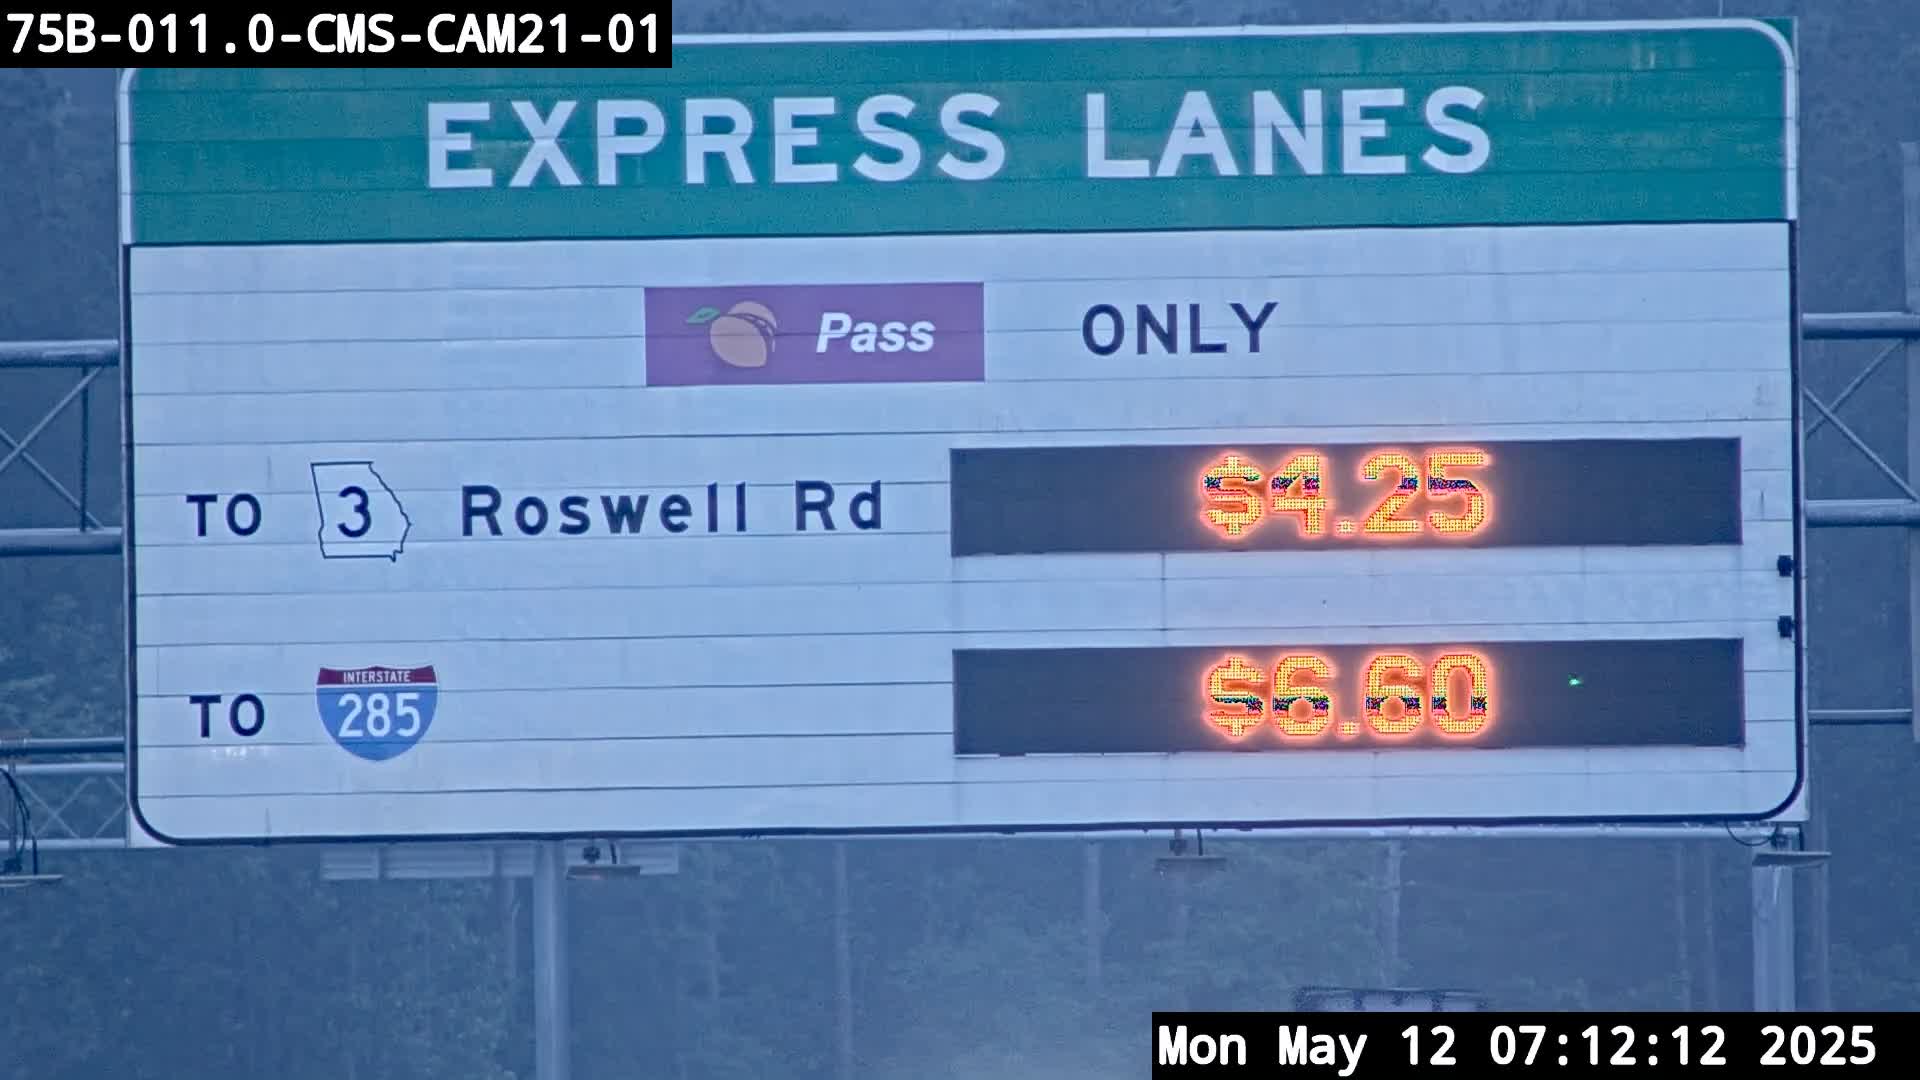 75B-011.0-CMS-CAM21-01
EXPRESS LANES
Pass ONLY
TO 3 Roswell Rd $4.25
TO INTERSTATE 285 $6.60
Mon May 12 07:12:12 2025